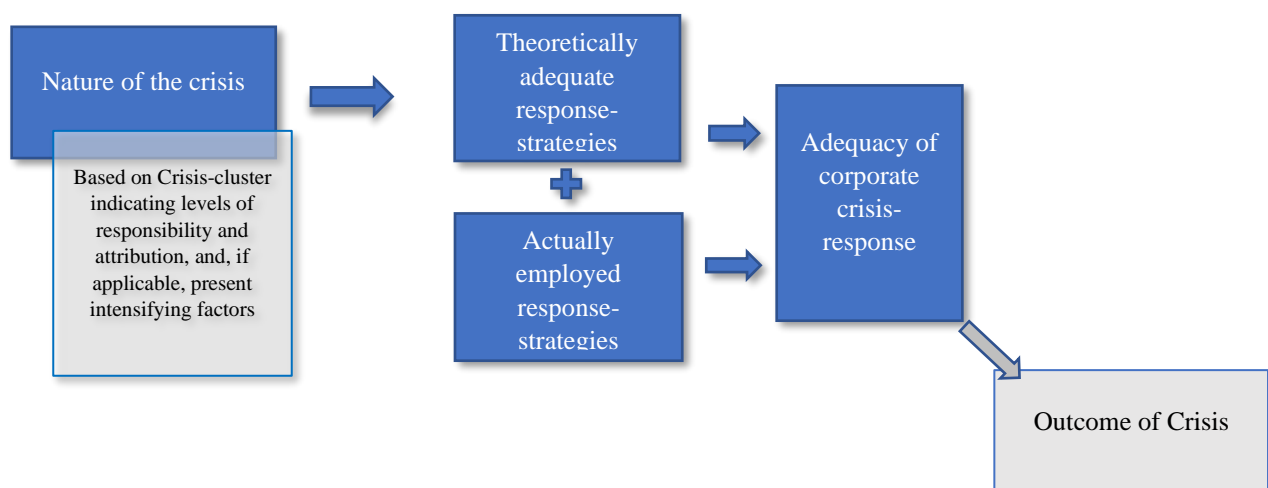 Nature of the crisis
Based on Crisis-cluster
indicating levels of
responsibility and
attribution, and, if
applicable, present
intensifying factors
Theoretically
adequate
response-
strategies
Actually
employed
response-
strategies
Adequacy of
corporate
crisis-
response
Outcome of Crisis